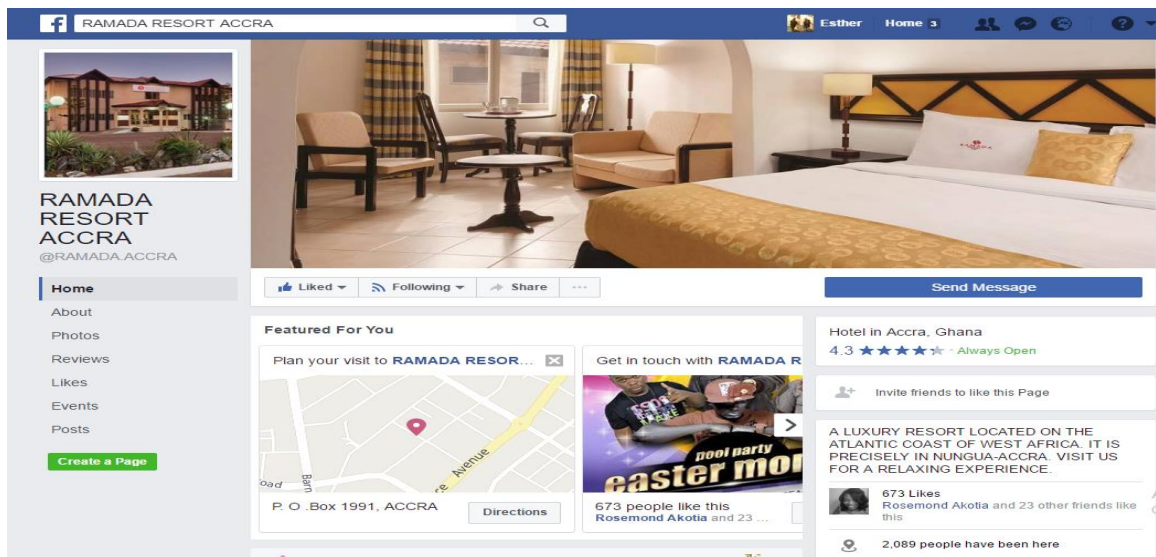 RAMADA RESORT ACCRA
Esther
Home 3
RAMADA
RESORT
ACCRA
@RAMADA.ACCRA
Home
About
Photos
Reviews
Likes
Events
Posts
Create a Page
Liked
Following
Share
Send Message
Featured For You
Plan your visit to RAMADA RESOR...
Avenue
P. O .Box 1991, ACCRA
Directions
Get in touch with RAMADA R
pool party
easter mo
673 people like this
Rosemond Akotia and 23 ...
Hotel in Accra, Ghana
4.3 Always Open
Invite friends to like this Page
A LUXURY RESORT LOCATED ON THE
ATLANTIC COAST OF WEST AFRICA. IT IS
PRECISELY IN NUNGUA-ACCRA. VISIT US
FOR A RELAXING EXPERIENCE.
673 Likes
Rosemond Akotia and 23 other friends like
this
2,089 people have been here